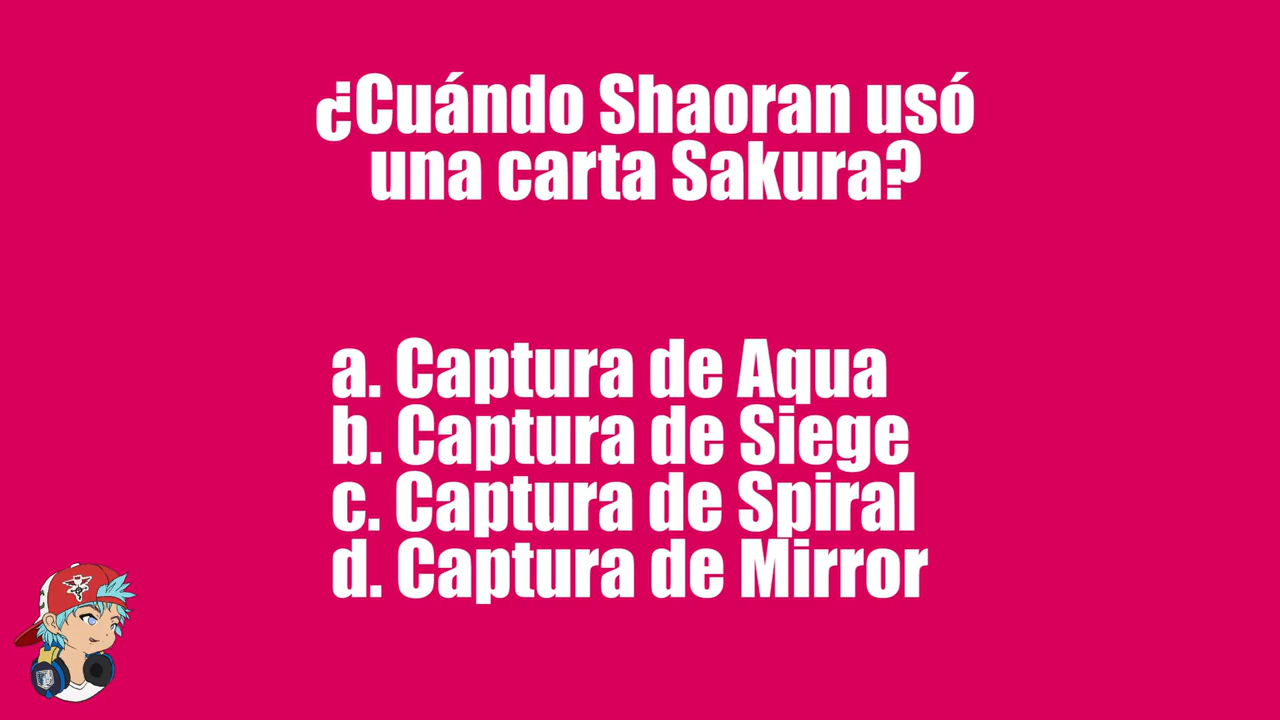 ¿Cuándo Shaoran usó
una carta Sakura?
a. Captura de Aqua
b. Captura de Siege
c. Captura de Spiral
d. Captura de Mirror